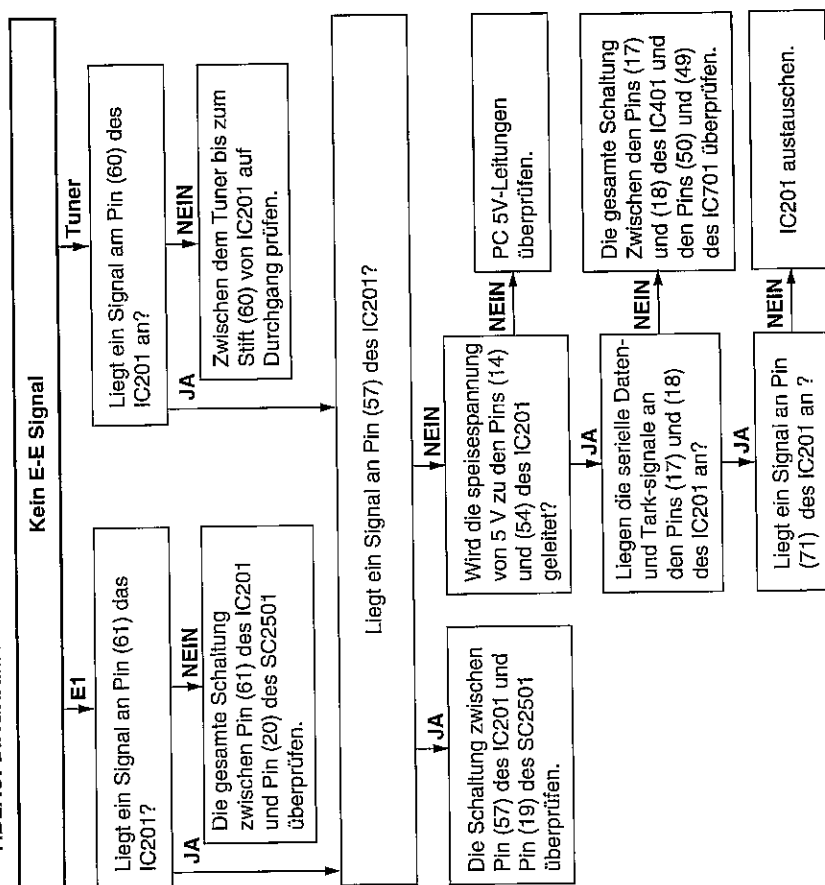 Kein E-E Signal
E1
Tuner
Liegt ein Signal an Pin (61) das
IC201?
Liegt ein Signal am Pin (60) des
IC201 an?
JA
NEIN
Die gesamte Schaltung
zwischen Pin (61) des IC201
und Pin (20) des SC2501
überprüfen.
JA
NEIN
Zwischen dem Tuner bis zum
Stift (60) von IC201 auf
Durchgang prüfen.
Liegt ein Signal an Pin (57) des IC201?
JA
NEIN
Die Schaltung zwischen
Pin (57) des IC201 und
Pin (19) des SC2501
überprüfen.
Wird die speisespannung
von 5 V zu den Pins (14)
und (54) des IC201
geleitet?
NEIN
PC 5V-Leitungen
überprüfen.
JA
Liegen die serielle Daten-
und Tark-signale an
den Pins (17) und (18)
des IC201 an?
NEIN
Die gesamte Schaltung
Zwischen den Pins (17)
und (18) des IC401 und
den Pins (50) und (49)
des IC701 überprüfen.
JA
Liegt ein Signal an Pin
(71) des IC201 an ?
NEIN
IC201 austauschen.